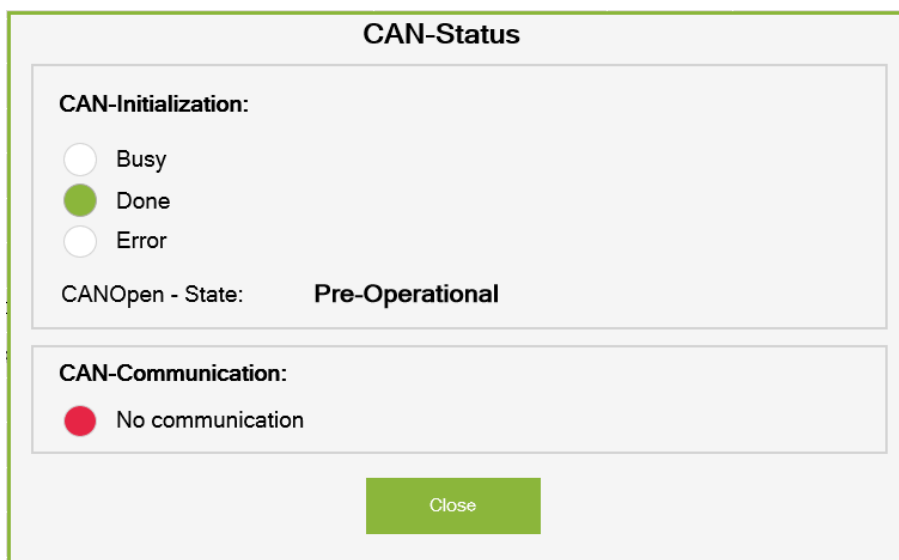 CAN-Status
CAN-Initialization:
Busy
Done
Error
CANOpen - State: Pre-Operational
CAN-Communication:
No communication
Close